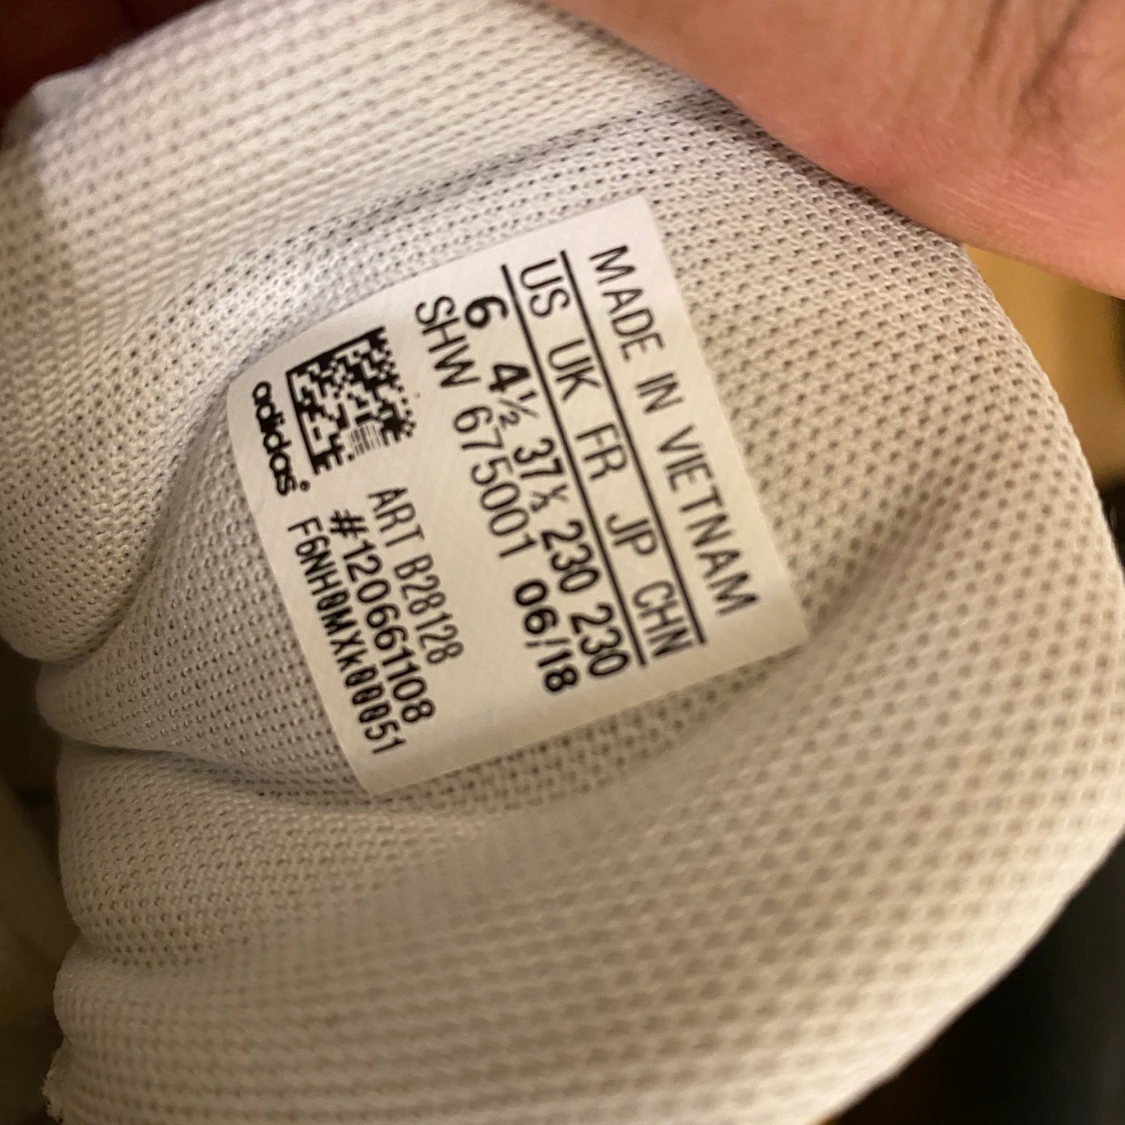 MADE IN VIETNAM
US UK FR JP CHN
6 4½ 37⅓ 230 230
SHW 675001 06/18
ART B28128
#120661108
F6NH0MXK00051
adidas